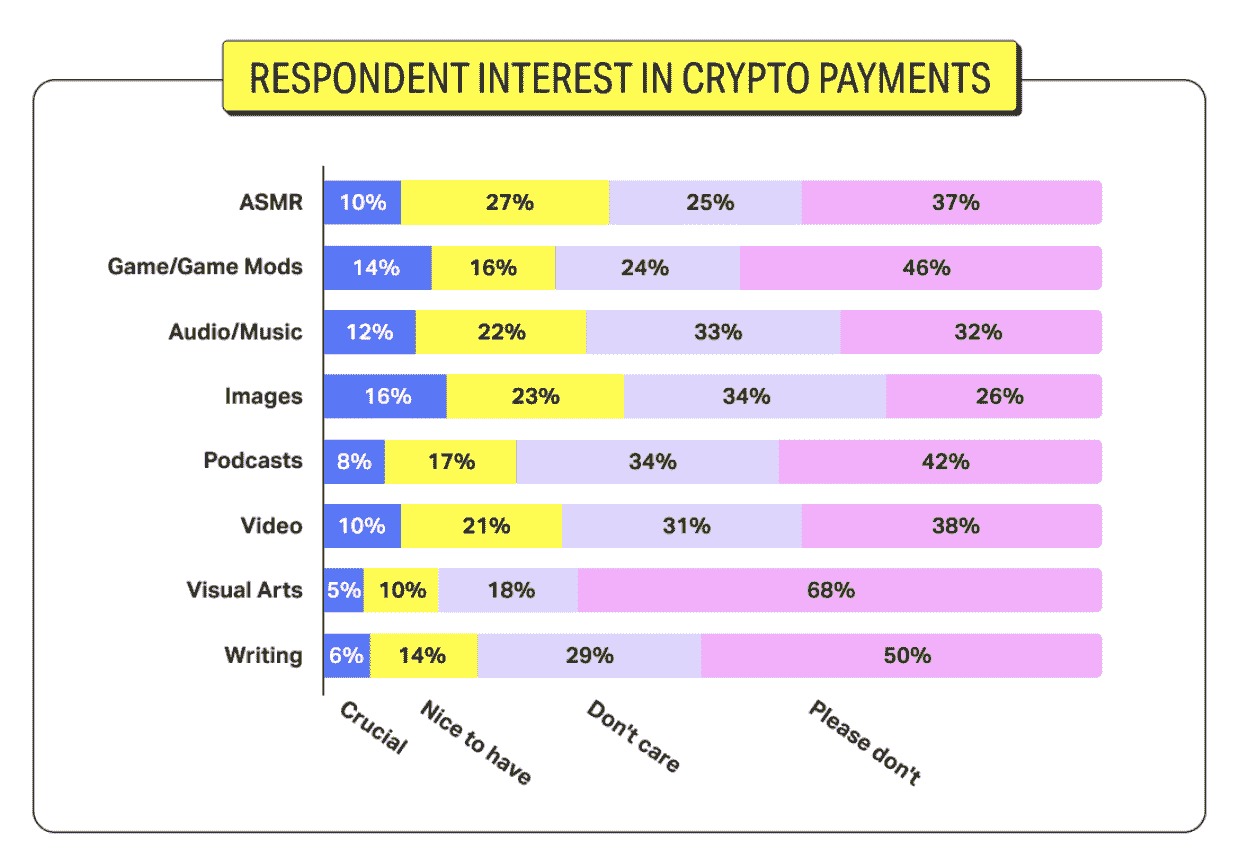 RESPONDENT INTEREST IN CRYPTO PAYMENTS
ASMR 10% 27% 25% 37%
Game/Game Mods 14% 16% 24% 46%
Audio/Music 12% 22% 33% 32%
Images 16% 23% 34% 26%
Podcasts 8% 17% 34% 42%
Video 10% 21% 31% 38%
Visual Arts 5% 10% 18% 68%
Writing 6% 14% 29% 50%
Crucial Nice to have Don't care Please don't